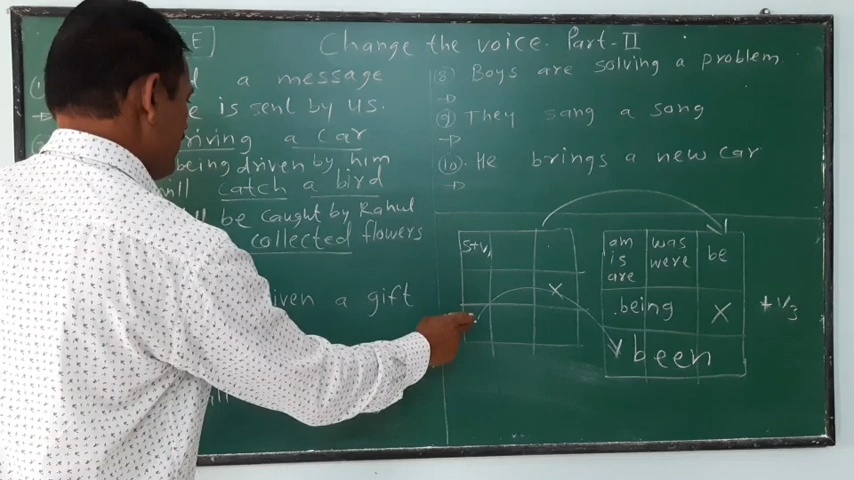 E] Change the voice. Part-II
a message
is sent by us.
driving a car
being driven by him
catch a bird
be caught by Rahul
collected flowers
given a gift
(8) Boys are solving a problem
(9) They sang a song
(10). He brings a new car
S+V1
X
am
is
are
was
were
be
being
X
+V3
been